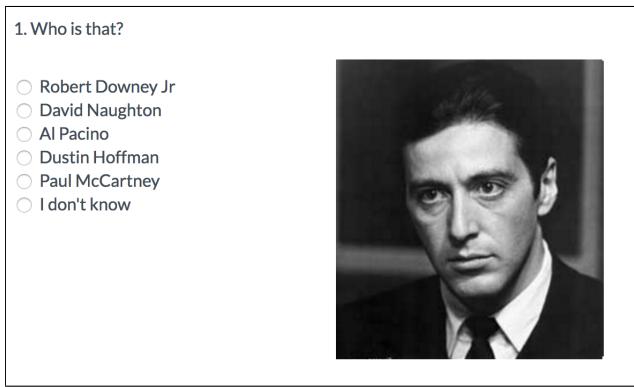 1. Who is that?
Robert Downey Jr
David Naughton
Al Pacino
Dustin Hoffman
Paul McCartney
I don't know